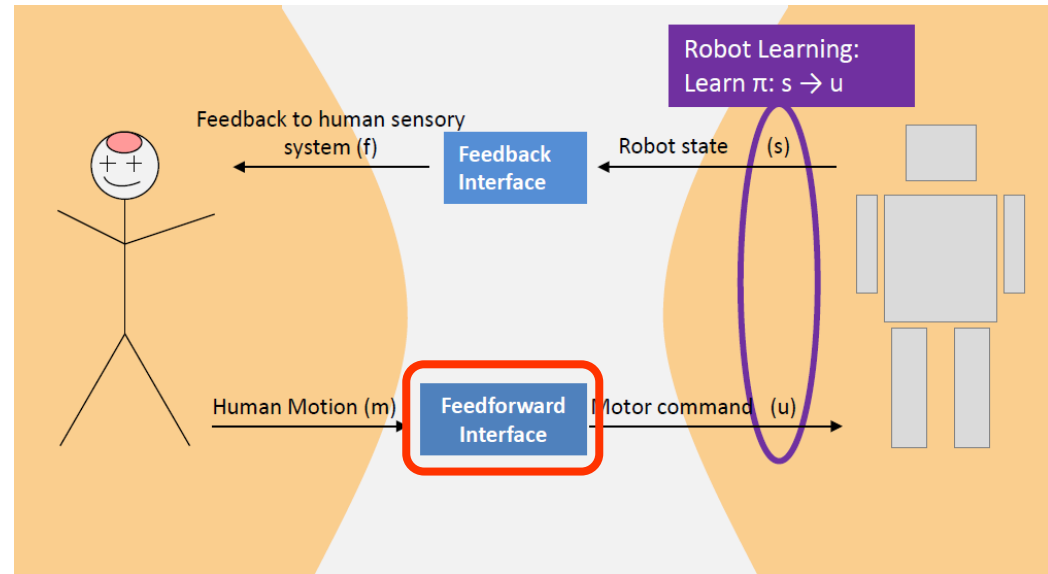 Robot Learning:
Learn π: s → u
Feedback to human sensory
system (f)
Feedback
Interface
Robot state (s)
Human Motion (m)
Feedforward
Interface
Motor command (u)